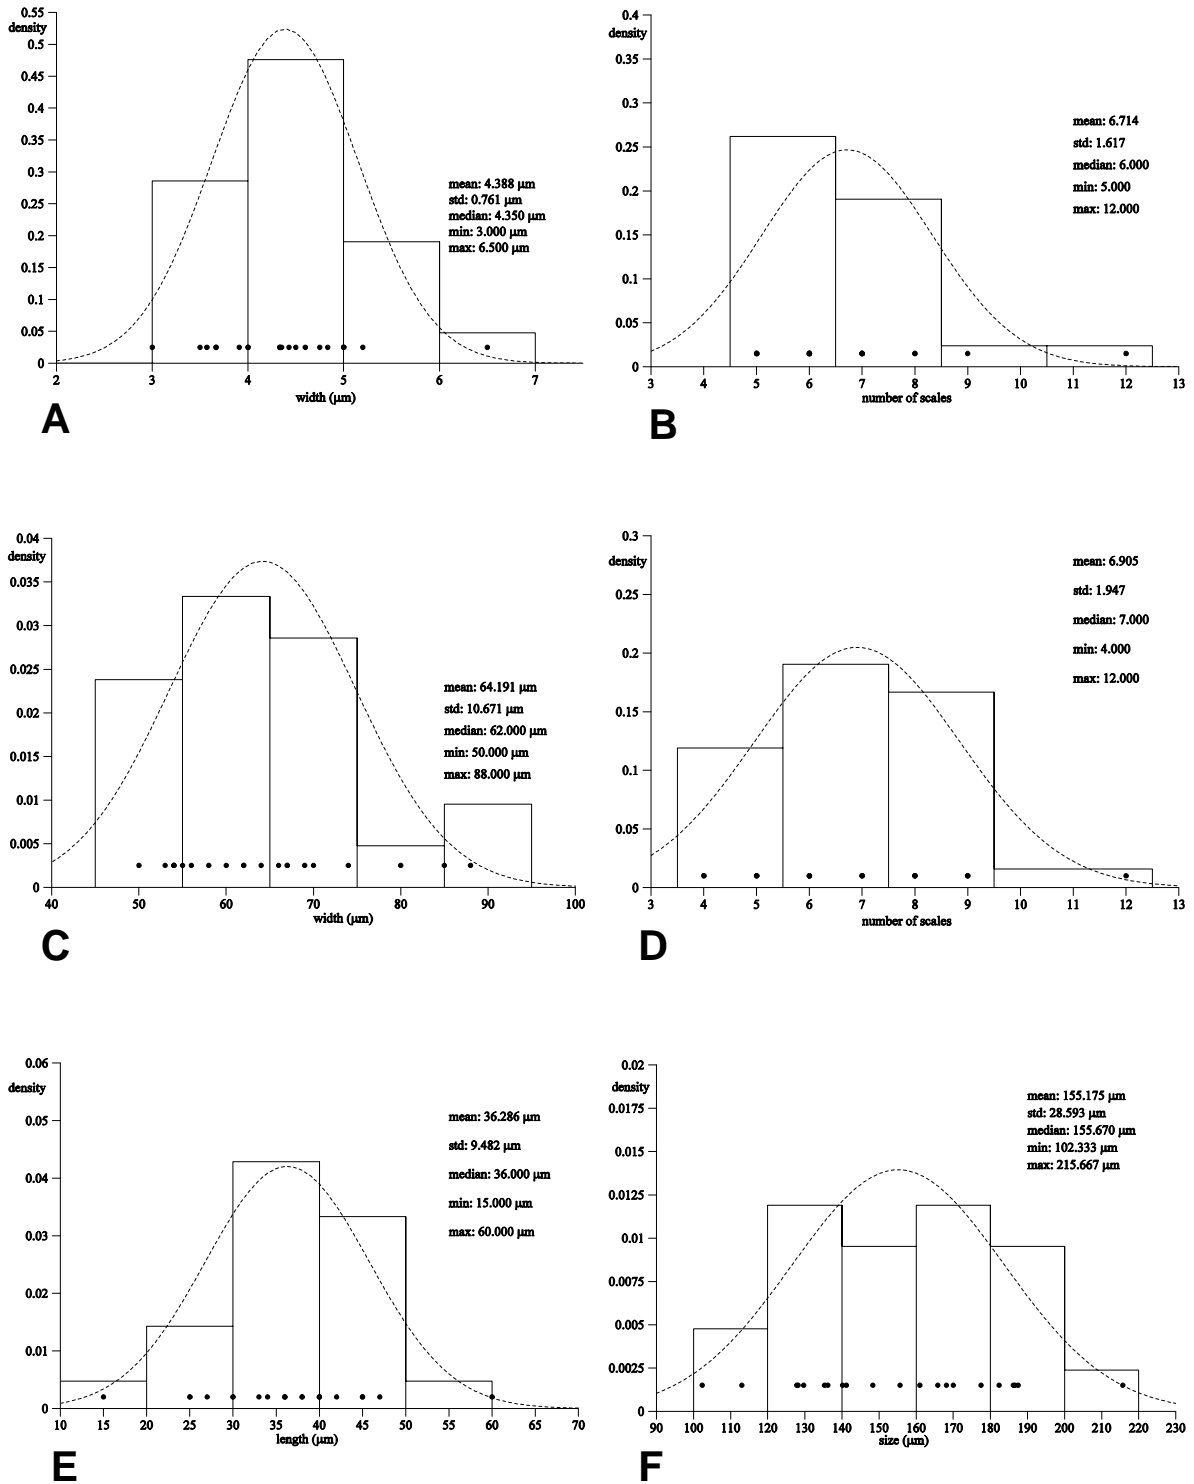 0.55
density
0.5
0.45
0.4
0.35
0.3
0.25
0.2
0.15
0.1
0.05
0
mean: 4.388 μm
std: 0.761 μm
median: 4.350 μm
min: 3.000 μm
max: 6.500 μm
2 3 4 5 6 7
width (μm)
A
0.4
density
0.35
0.3
0.25
0.2
0.15
0.1
0.05
0
mean: 6.714
std: 1.617
median: 6.000
min: 5.000
max: 12.000
3 4 5 6 7 8 9 10 11 12 13
number of scales
B
0.04
density
0.035
0.03
0.025
0.02
0.015
0.01
0.005
0
mean: 64.191 μm
std: 10.671 μm
median: 62.000 μm
min: 50.000 μm
max: 88.000 μm
40 50 60 70 80 90 100
width (μm)
C
0.3
density
0.25
0.2
0.15
0.1
0.05
0
mean: 6.905
std: 1.947
median: 7.000
min: 4.000
max: 12.000
3 4 5 6 7 8 9 10 11 12 13
number of scales
D
0.06
density
0.05
0.04
0.03
0.02
0.01
0
mean: 36.286 μm
std: 9.482 μm
median: 36.000 μm
min: 15.000 μm
max: 60.000 μm
10 15 20 25 30 35 40 45 50 55 60 65 70
length (μm)
E
0.02
density
0.0175
0.015
0.0125
0.01
0.0075
0.005
0.0025
0
mean: 155.175 μm
std: 28.593 μm
median: 155.670 μm
min: 102.333 μm
max: 215.667 μm
90 100 110 120 130 140 150 160 170 180 190 200 210 220 230
size (μm)
F